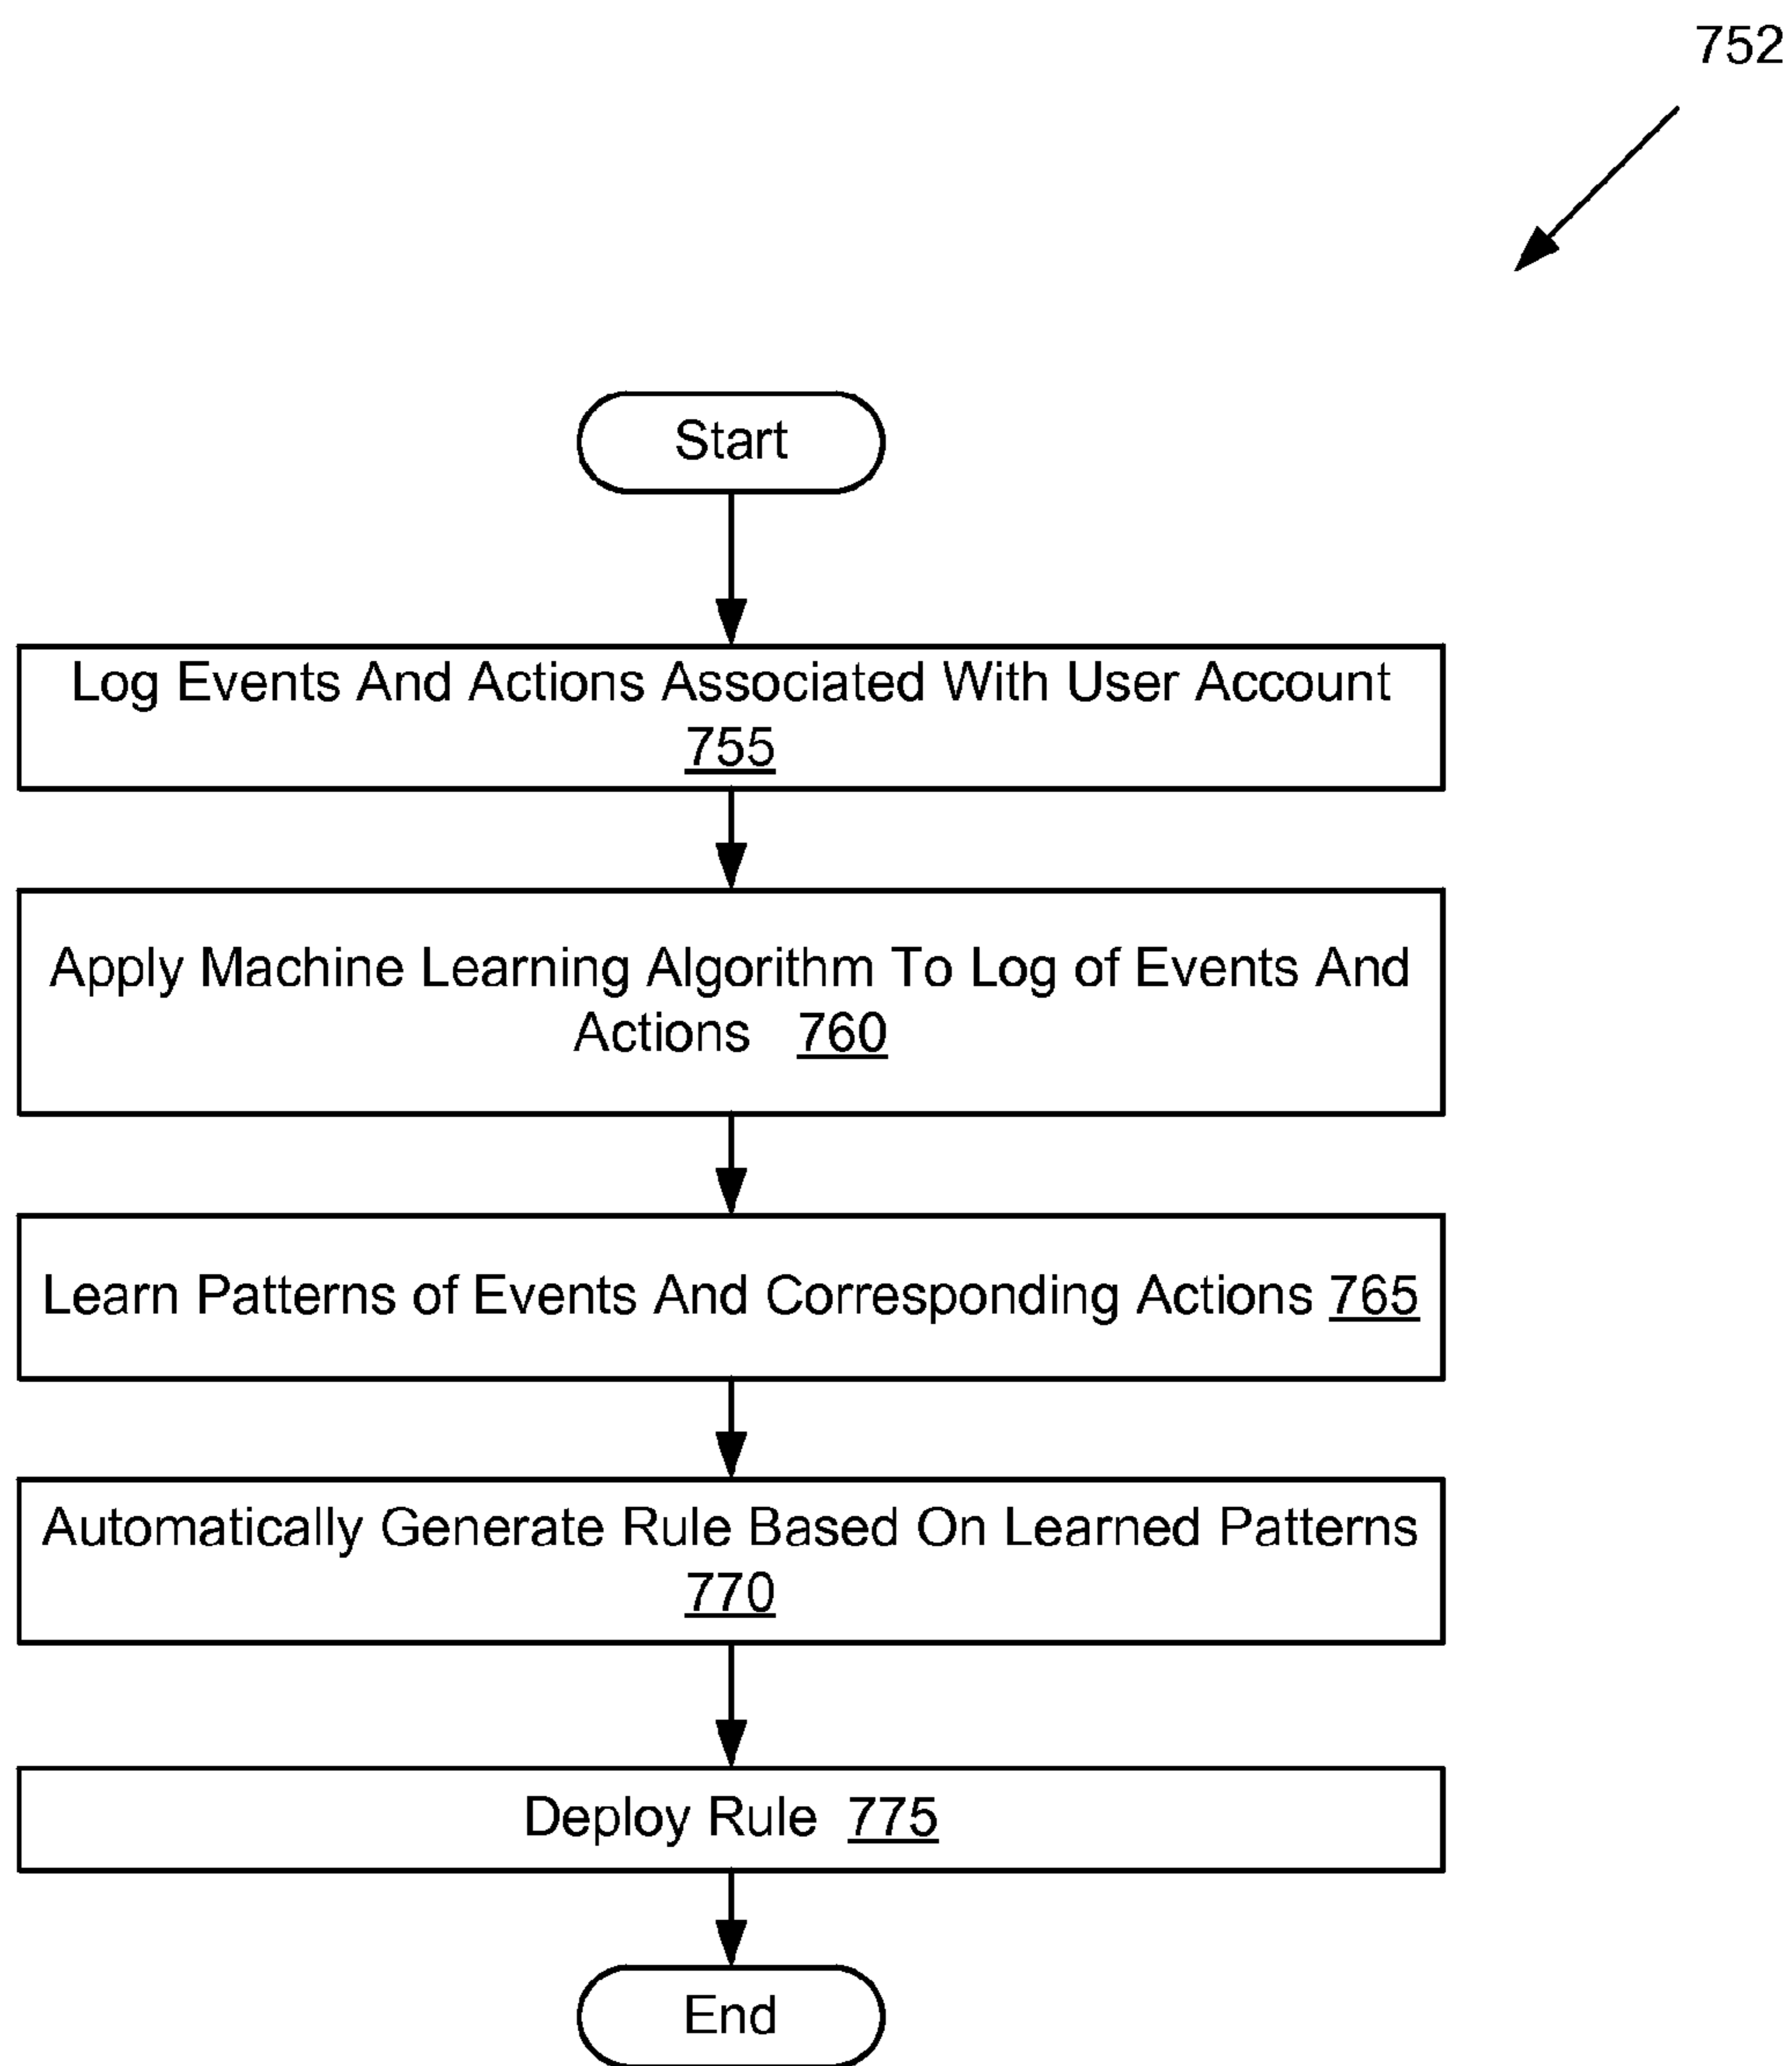 752
Start
Log Events And Actions Associated With User Account
755
Apply Machine Learning Algorithm To Log of Events And
Actions 760
Learn Patterns of Events And Corresponding Actions 765
Automatically Generate Rule Based On Learned Patterns
770
Deploy Rule 775
End